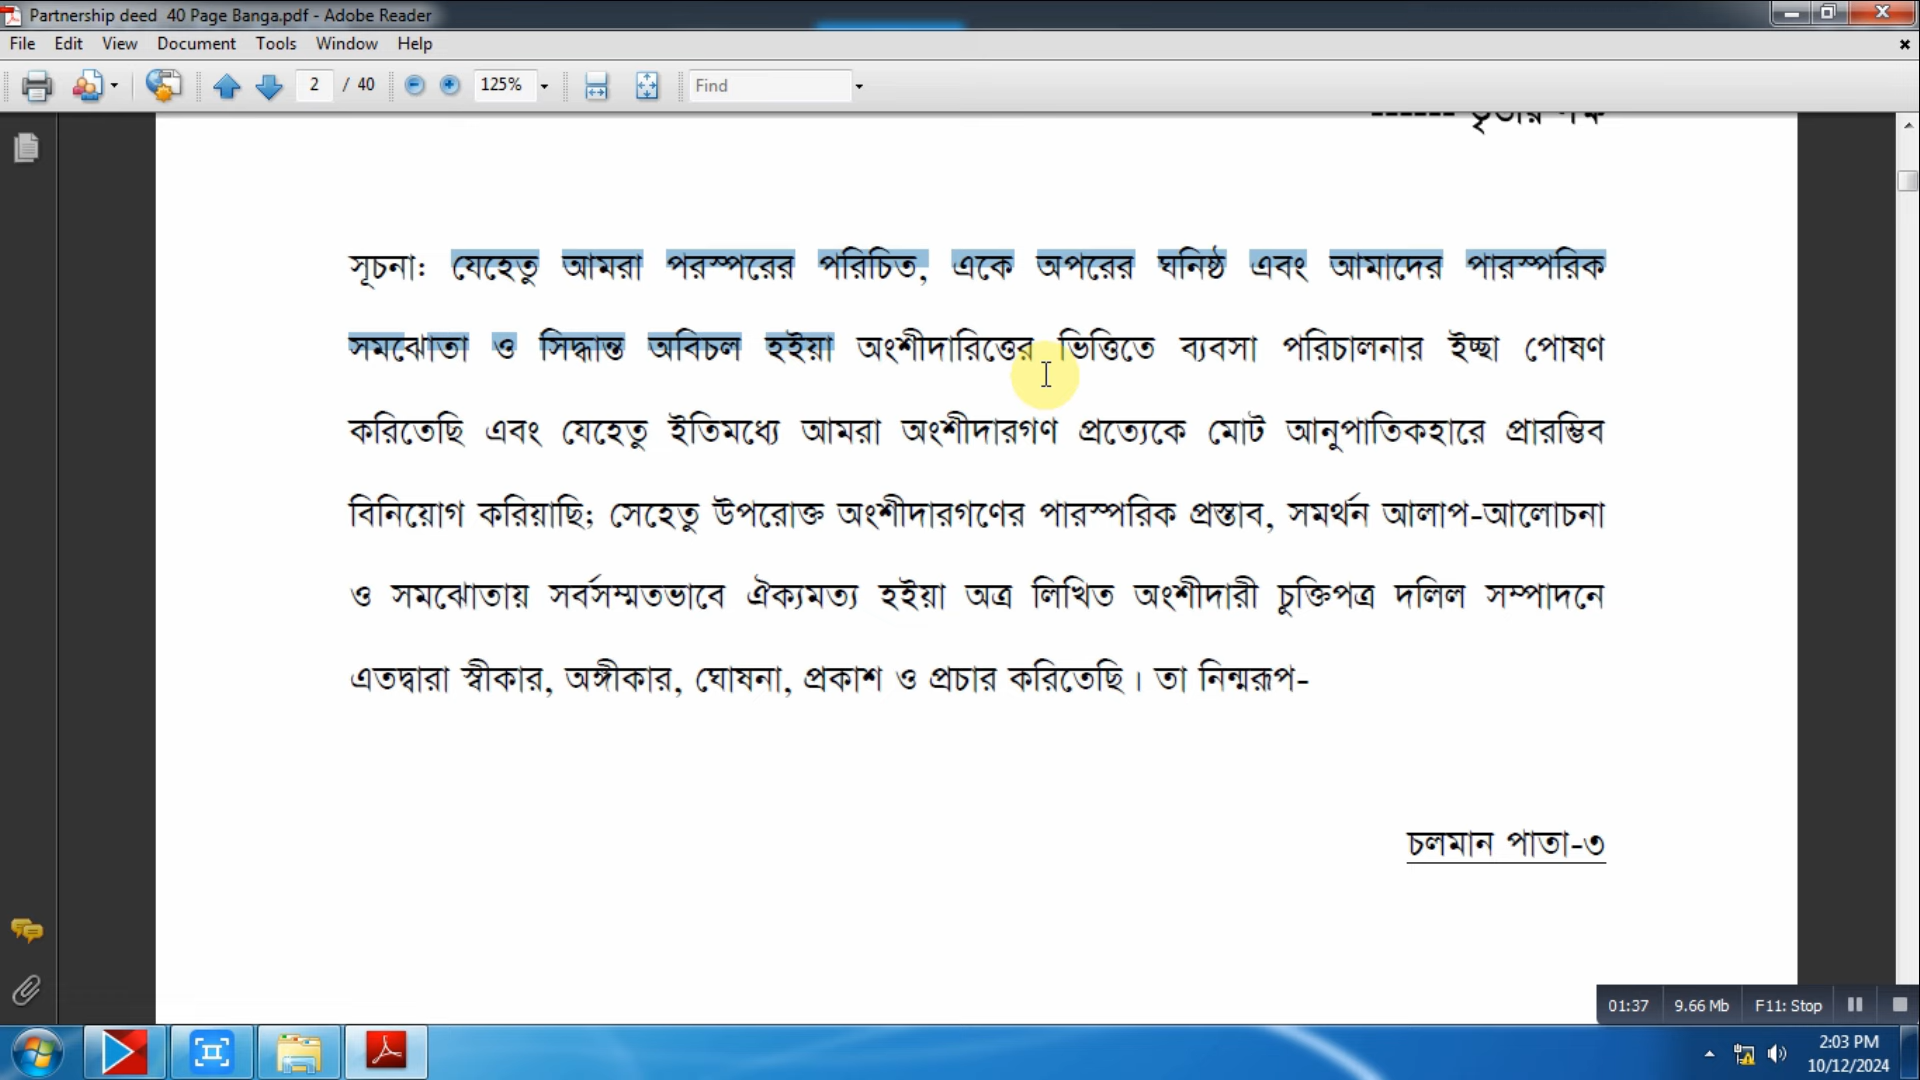 Partnership deed 40 Page Banga.pdf - Adobe Reader
File Edit View Document Tools Window Help
2 / 40 125% Find
------ তৃতীয় পক্ষ
সূচনা: যেহেতু আমরা পরস্পরের পরিচিত, একে অপরের ঘনিষ্ঠ এবং আমাদের পারস্পরিক
সমঝোতা ও সিদ্ধান্ত অবিচল হইয়া অংশীদারিত্তের ভিত্তিতে ব্যবসা পরিচালনার ইচ্ছা পোষণ
করিতেছি এবং যেহেতু ইতিমধ্যে আমরা অংশীদারগণ প্রত্যেকে মোট আনুপাতিকহারে প্রারম্ভিব
বিনিয়োগ করিয়াছি; সেহেতু উপরোক্ত অংশীদারগণের পারস্পরিক প্রস্তাব, সমর্থন আলাপ-আলোচনা
ও সমঝোতায় সর্বসম্মতভাবে ঐক্যমত্য হইয়া অত্র লিখিত অংশীদারী চুক্তিপত্র দলিল সম্পাদনে
এতদ্বারা স্বীকার, অঙ্গীকার, ঘোষনা, প্রকাশ ও প্রচার করিতেছি। তা নিন্মরূপ-
চলমান পাতা-৩
01:37 9.66 Mb F11: Stop
2:03 PM
10/12/2024